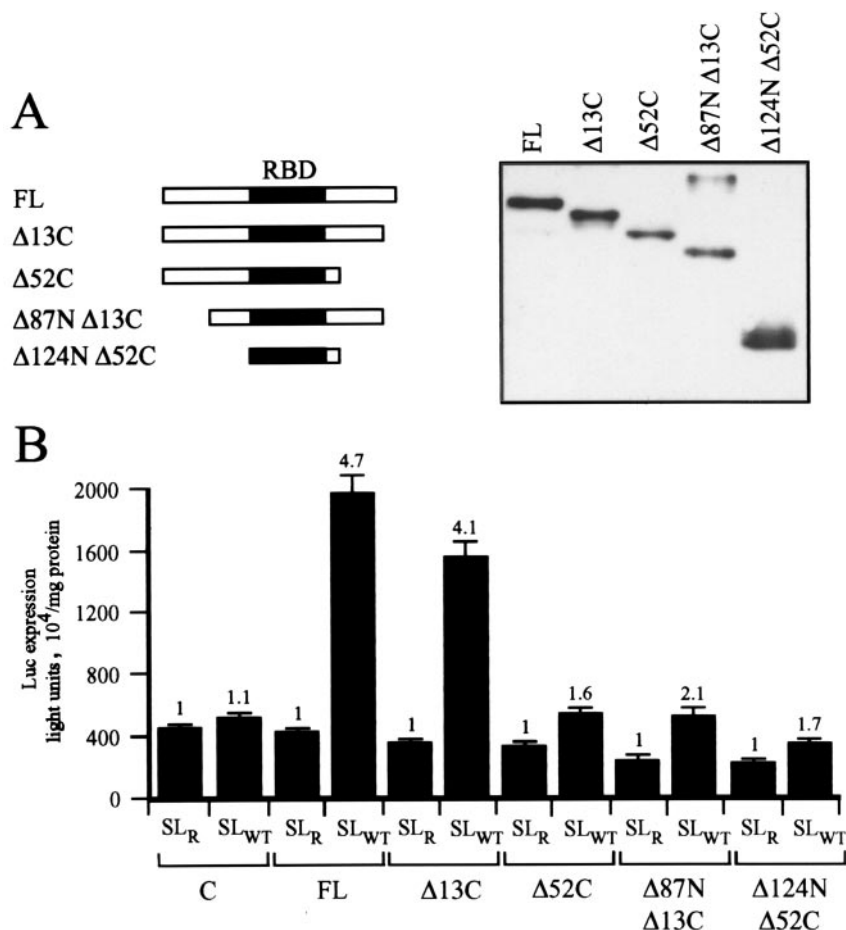 A
RBD
FL
Δ13C
Δ52C
Δ87N Δ13C
Δ124N Δ52C
FL
Δ13C
Δ52C
Δ87N Δ13C
Δ124N Δ52C
B
Luc expression
light units, 10⁴/mg protein
2000
1600
1200
800
400
0
1
1.1
1
4.7
1
4.1
1
1.6
1
2.1
1
1.7
SL_R SL_WT SL_R SL_WT SL_R SL_WT SL_R SL_WT SL_R SL_WT SL_R SL_WT
C FL Δ13C Δ52C Δ87N Δ124N
Δ13C Δ52C